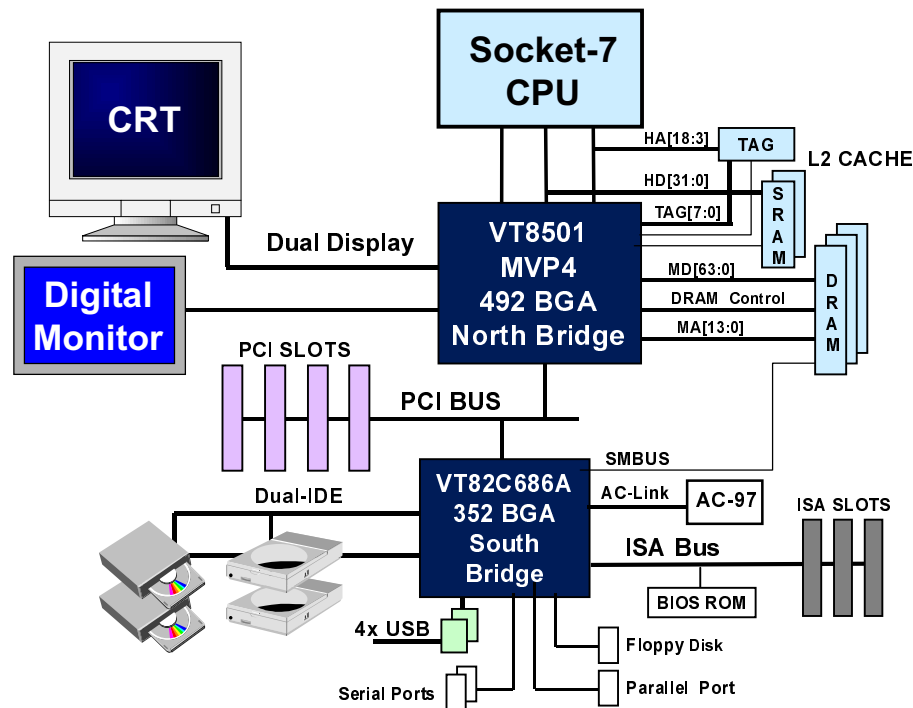 Socket-7
CPU
CRT
HA[18:3]
TAG
L2 CACHE
HD[31:0]
SRAM
TAG[7:0]
Dual Display
VT8501
MVP4
492 BGA
North Bridge
MD[63:0]
DRAM Control
MA[13:0]
DRAM
Digital
Monitor
PCI SLOTS
PCI BUS
SMBUS
VT82C686A
352 BGA
South
Bridge
Dual-IDE
AC-Link
AC-97
ISA SLOTS
ISA Bus
BIOS ROM
4x USB
Floppy Disk
Serial Ports
Parallel Port